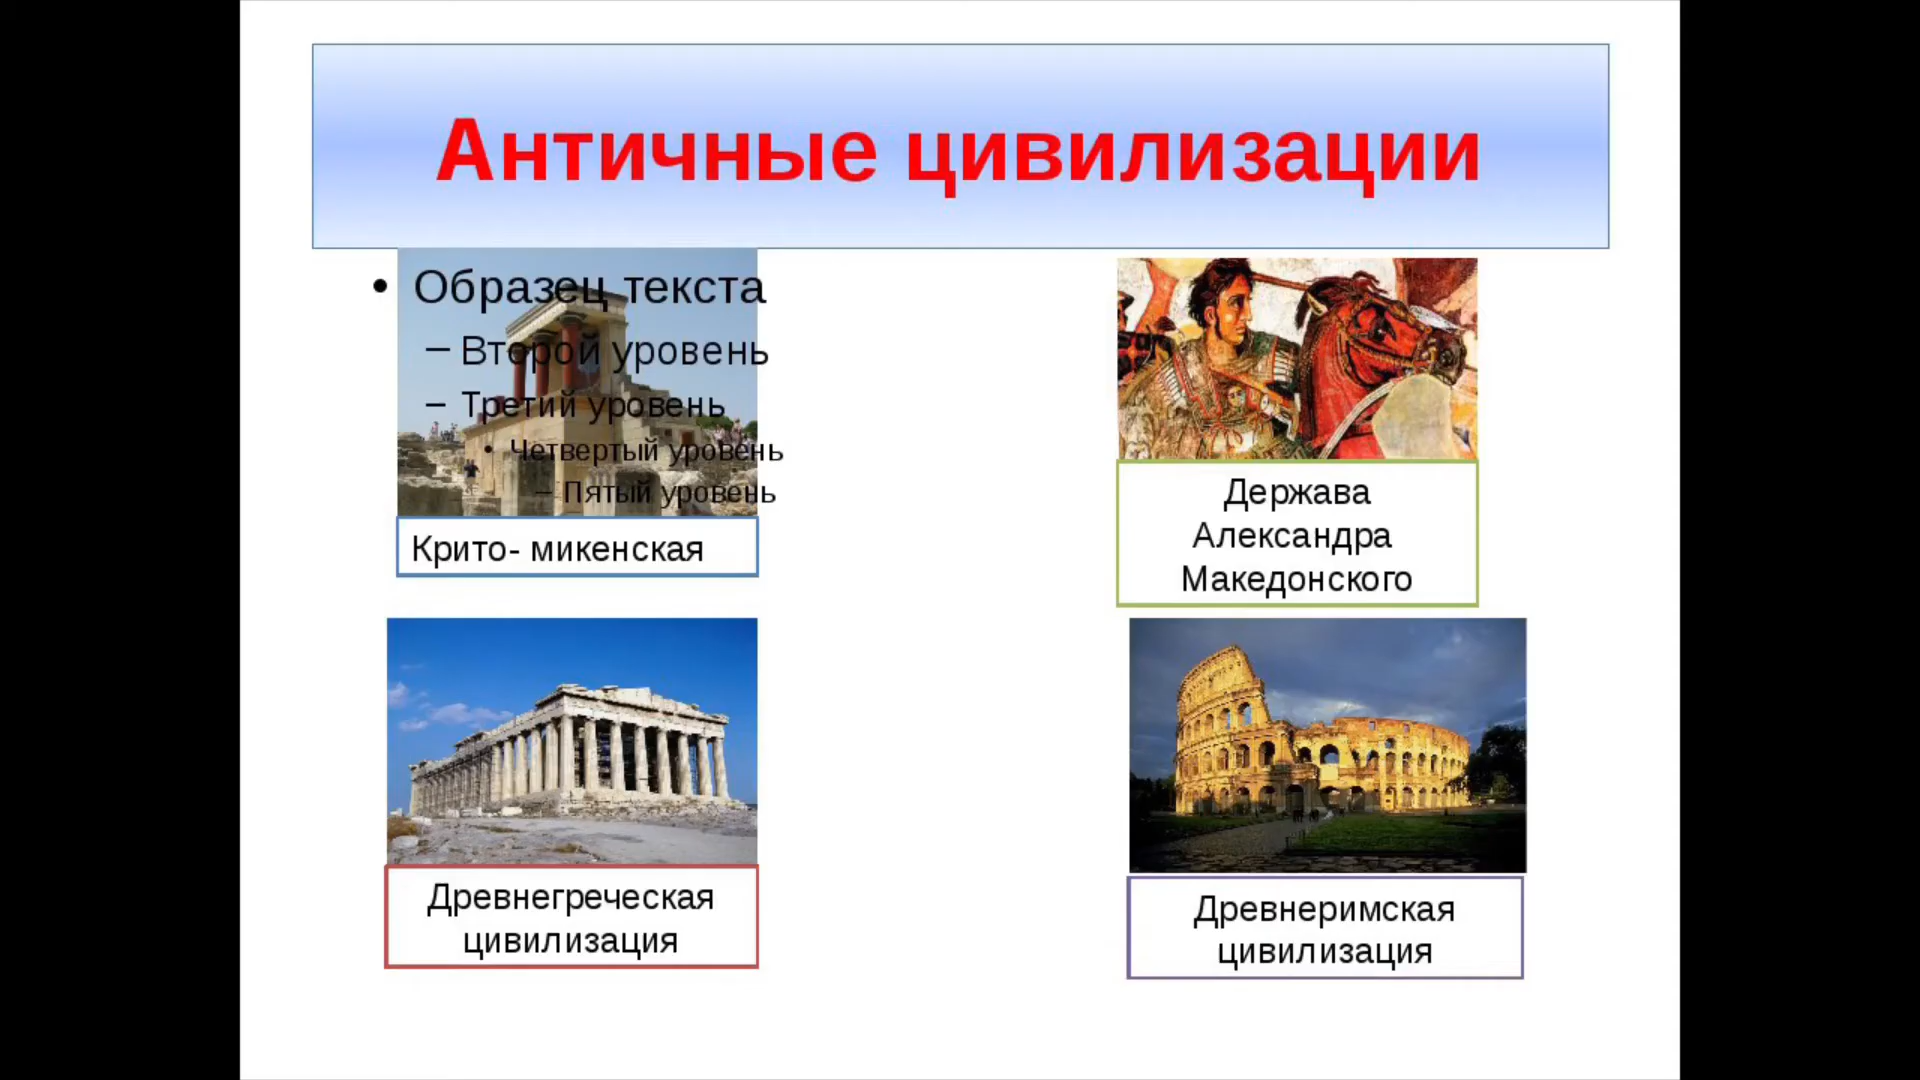 Античные цивилизации
• Образец текста
– Второй уровень
– Третий уровень
• Четвертый уровень
– Пятый уровень
Крито- микенская
Держава
Александра
Македонского
Древнегреческая
цивилизация
Древнеримская
цивилизация